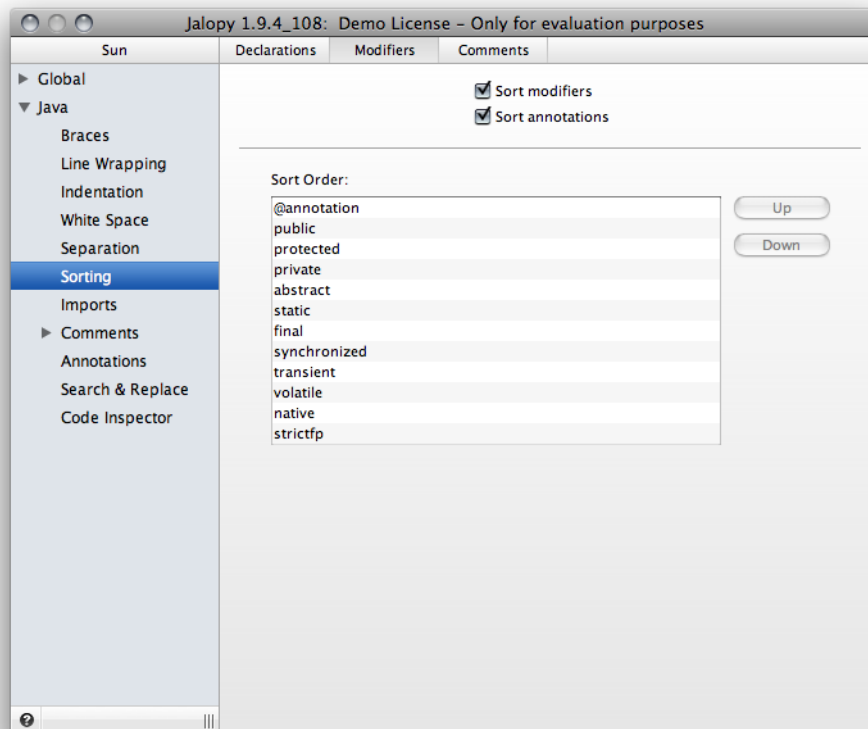 Jalopy 1.9.4_108:  Demo License – Only for evaluation purposes
Sun
Declarations
Modifiers
Comments
Global
Java
Braces
Line Wrapping
Indentation
White Space
Separation
Sorting
Imports
Comments
Annotations
Search & Replace
Code Inspector
Sort modifiers
Sort annotations
Sort Order:
@annotation
public
protected
private
abstract
static
final
synchronized
transient
volatile
native
strictfp
Up
Down
?